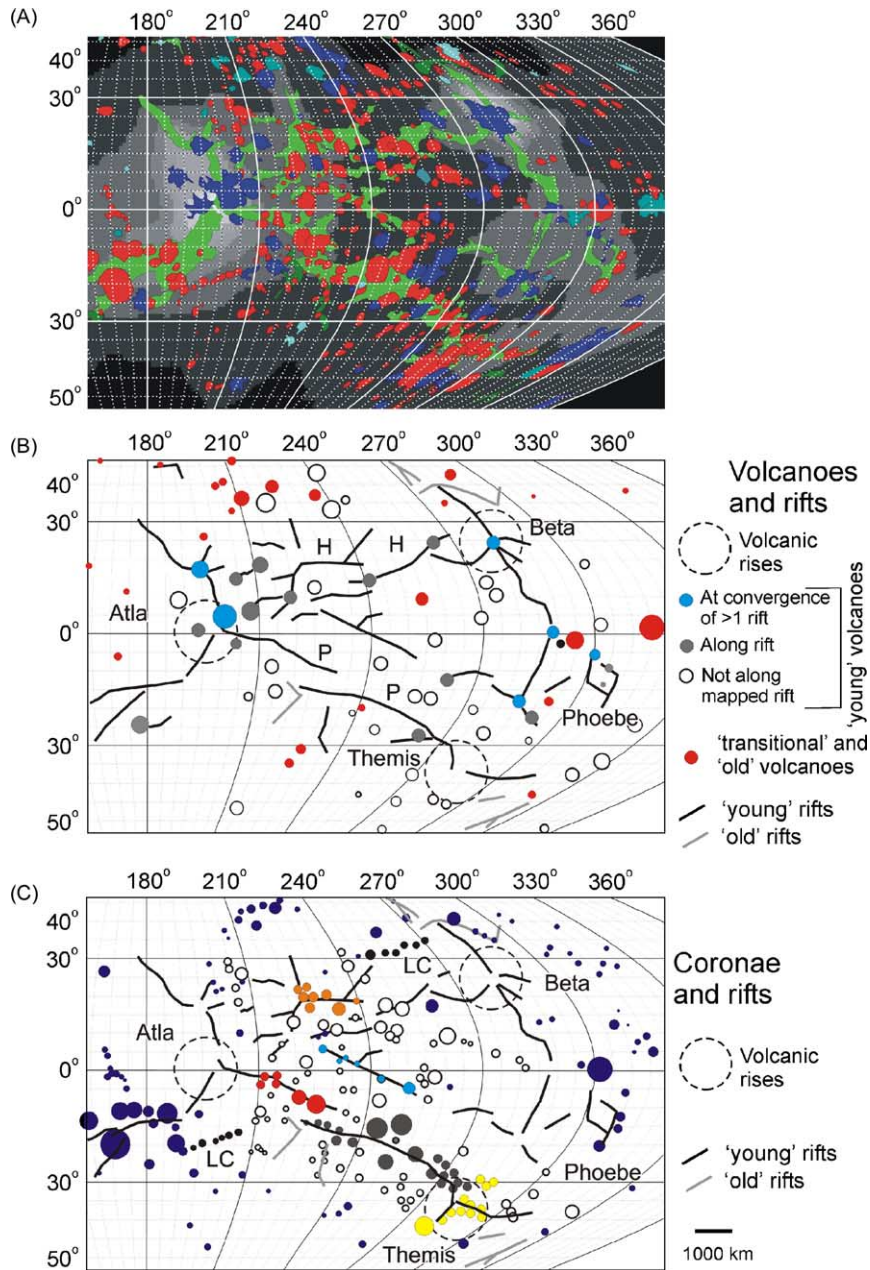 (A)
180° 210° 240° 270° 300° 330° 360°
40°
30°
0°
30°
50°
180° 210° 240° 270° 300° 330° 360°
(B)
40°
30°
0°
30°
50°
H H
Beta
Atla
P
P
Phoebe
Themis
Volcanoes
and rifts
Volcanic
rises
At convergence
of >1 rift
Along rift
Not along
mapped rift
'young' volcanoes
'transitional' and
'old' volcanoes
'young' rifts
'old' rifts
180° 210° 240° 270° 300° 330° 360°
(C)
40°
30°
0°
30°
50°
LC
Beta
Atla
LC
Phoebe
Themis
Coronae
and rifts
Volcanic
rises
'young' rifts
'old' rifts
1000 km